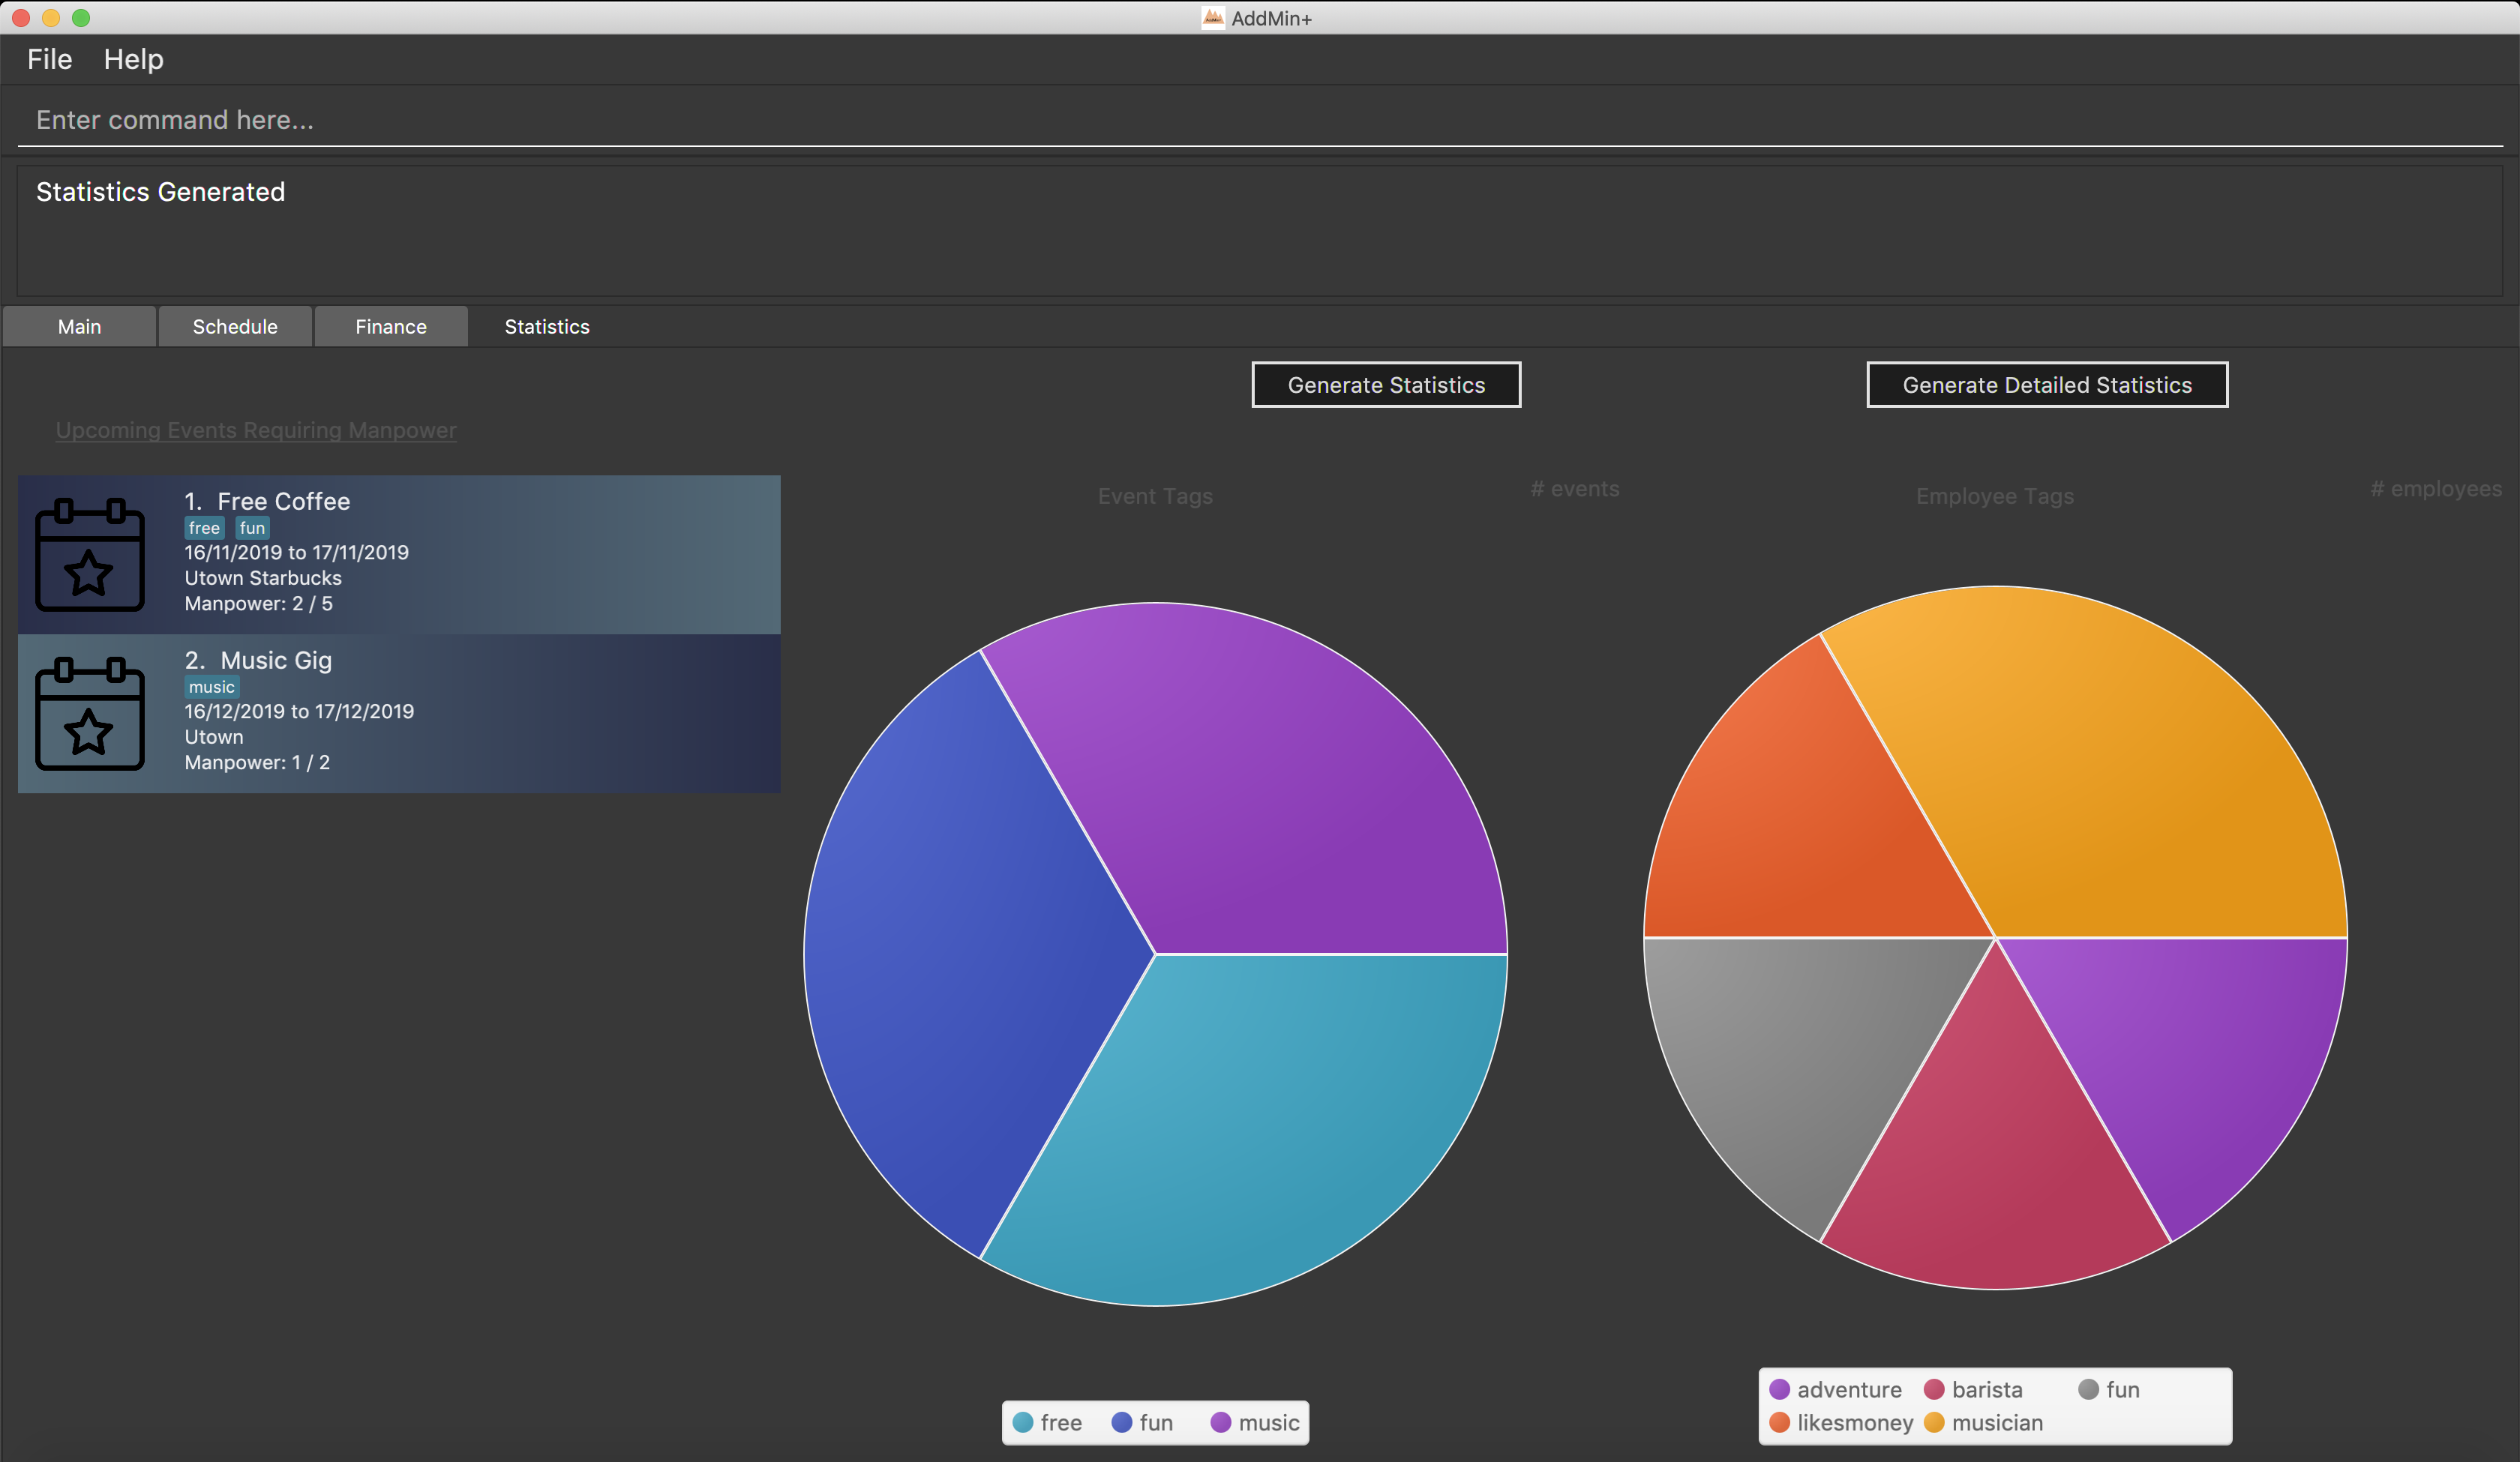 AddMin+
File Help
Enter command here...
Statistics Generated
Main Schedule Finance Statistics
Generate Statistics Generate Detailed Statistics
Upcoming Events Requiring Manpower
1. Free Coffee
free fun
16/11/2019 to 17/11/2019
Utown Starbucks
Manpower: 2 / 5
2. Music Gig
music
16/12/2019 to 17/12/2019
Utown
Manpower: 1 / 2
Event Tags # events
free fun music
Employee Tags # employees
adventure barista fun
likesmoney musician